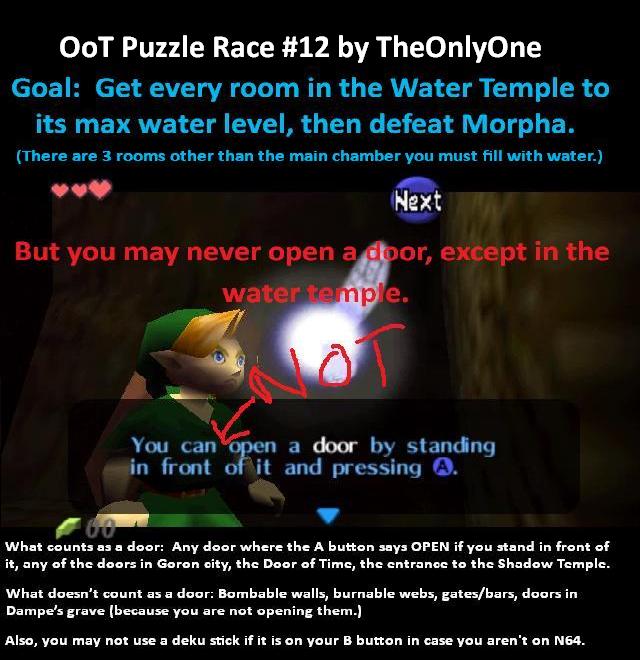 OoT Puzzle Race #12 by TheOnlyOne
Goal:  Get every room in the Water Temple to
its max water level, then defeat Morpha.
(There are 3 rooms other than the main chamber you must fill with water.)
Next
But you may never open a door, except in the
water temple.
NOT
You can open a door by standing
in front of it and pressing A.
00
What counts as a door:  Any door where the A button says OPEN if you stand in front of
it, any of the doors in Goron city, the Door of Time, the entrance to the Shadow Temple.
What doesn't count as a door: Bombable walls, burnable webs, gates/bars, doors in
Dampe's grave (because you are not opening them.)
Also, you may not use a deku stick if it is on your B button in case you aren't on N64.